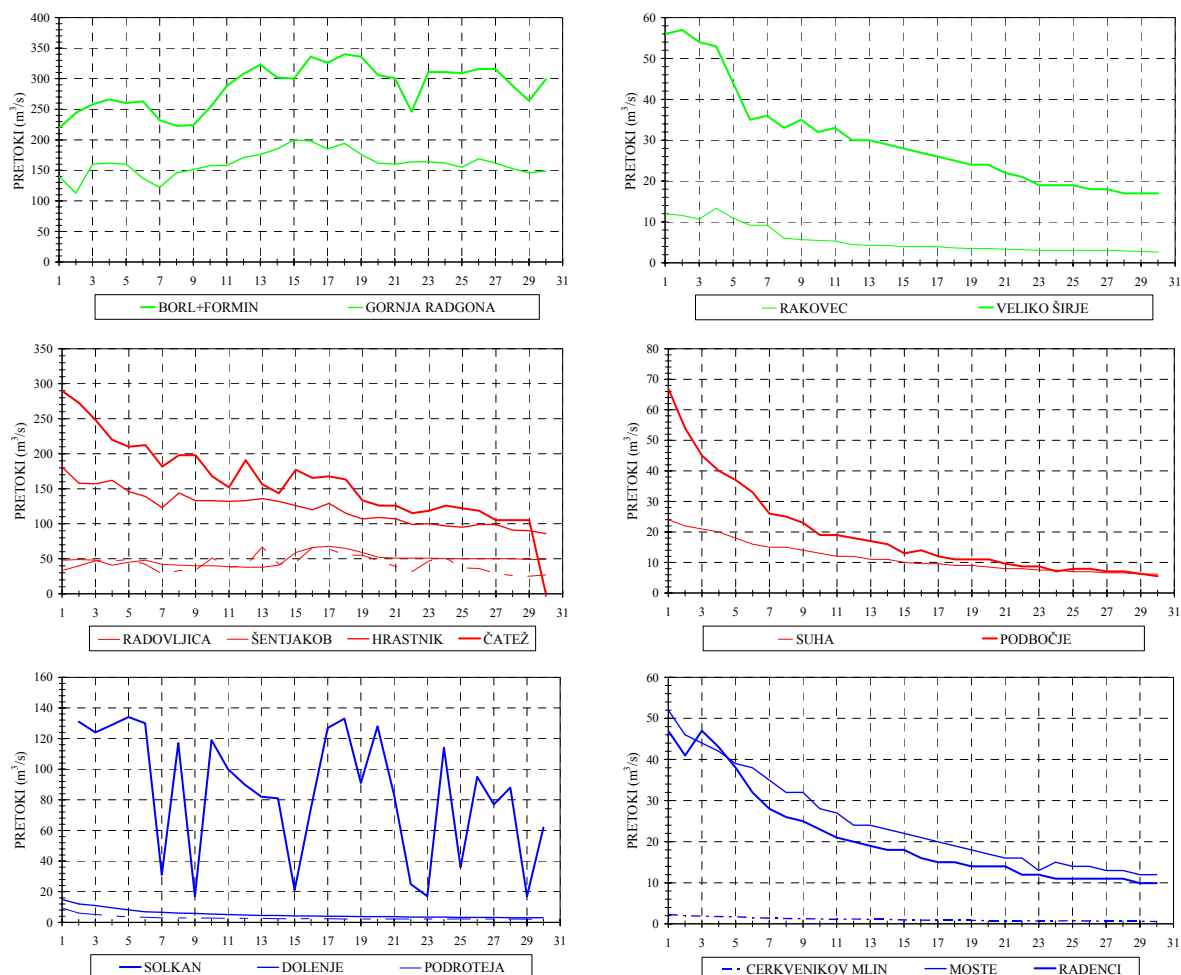 400
350
300
250
200
150
100
50
0
PRETOKI (m³/s)
1 3 5 7 9 11 13 15 17 19 21 23 25 27 29 31
BORL+FORMIN GORNJA RADGONA
60
50
40
30
20
10
0
PRETOKI (m³/s)
1 3 5 7 9 11 13 15 17 19 21 23 25 27 29 31
RAKOVEC VELIKO ŠIRJE
350
300
250
200
150
100
50
0
PRETOKI (m³/s)
1 3 5 7 9 11 13 15 17 19 21 23 25 27 29 31
RADOVLJICA ŠENTJAKOB HRASTNIK ČATEŽ
80
70
60
50
40
30
20
10
0
PRETOKI (m³/s)
1 3 5 7 9 11 13 15 17 19 21 23 25 27 29 31
SUHA PODBOČJE
160
140
120
100
80
60
40
20
0
PRETOKI (m³/s)
1 3 5 7 9 11 13 15 17 19 21 23 25 27 29 31
SOLKAN DOLENJE PODROTEJA
60
50
40
30
20
10
0
PRETOKI (m³/s)
1 3 5 7 9 11 13 15 17 19 21 23 25 27 29 31
CERKVENIKOV MLIN MOSTE RADENCI